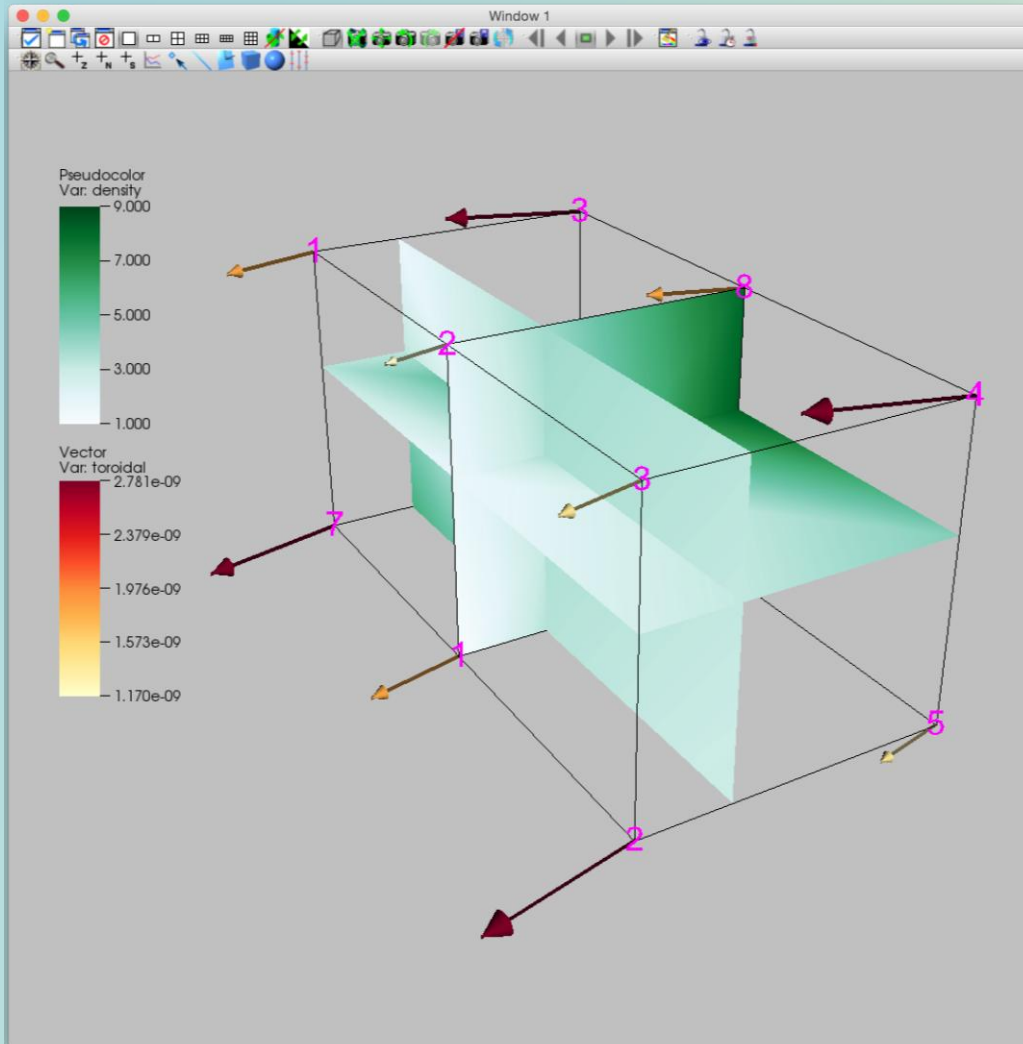 Window 1
Z
N
S
Pseudocolor
Var: density
9.000
7.000
5.000
3.000
1.000
Vector
Var: toroidal
2.781e-09
2.379e-09
1.976e-09
1.573e-09
1.170e-09
3
1
8
2
4
3
7
1
5
2